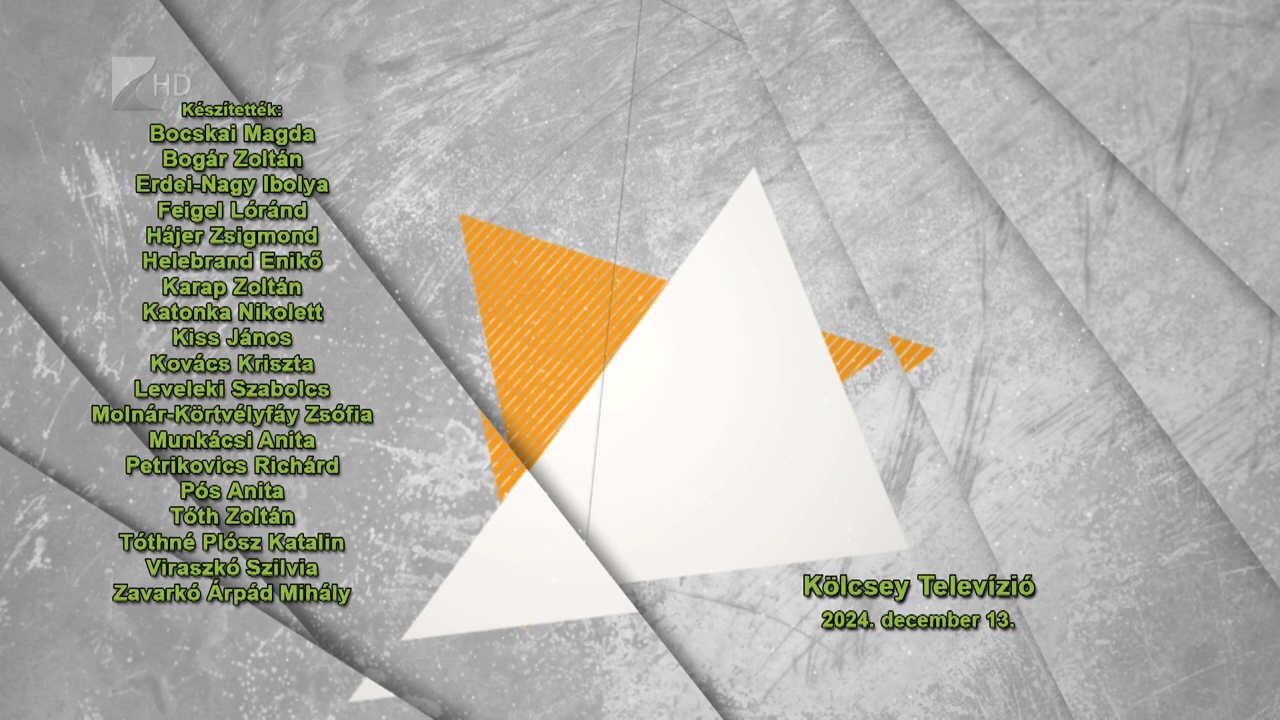 HD
Készítették:
Bocskai Magda
Bogár Zoltán
Erdei-Nagy Ibolya
Feigel Lóránd
Hájer Zsigmond
Helebrand Enikő
Karap Zoltán
Katonka Nikolett
Kiss János
Kovács Kriszta
Leveleki Szabolcs
Molnár-Körtvélyfáy Zsófia
Munkácsi Anita
Petrikovics Richárd
Pós Anita
Tóth Zoltán
Tóthné Plósz Katalin
Viraszkó Szilvia
Zavarkó Árpád Mihály
Kölcsey Televízió
2024. december 13.